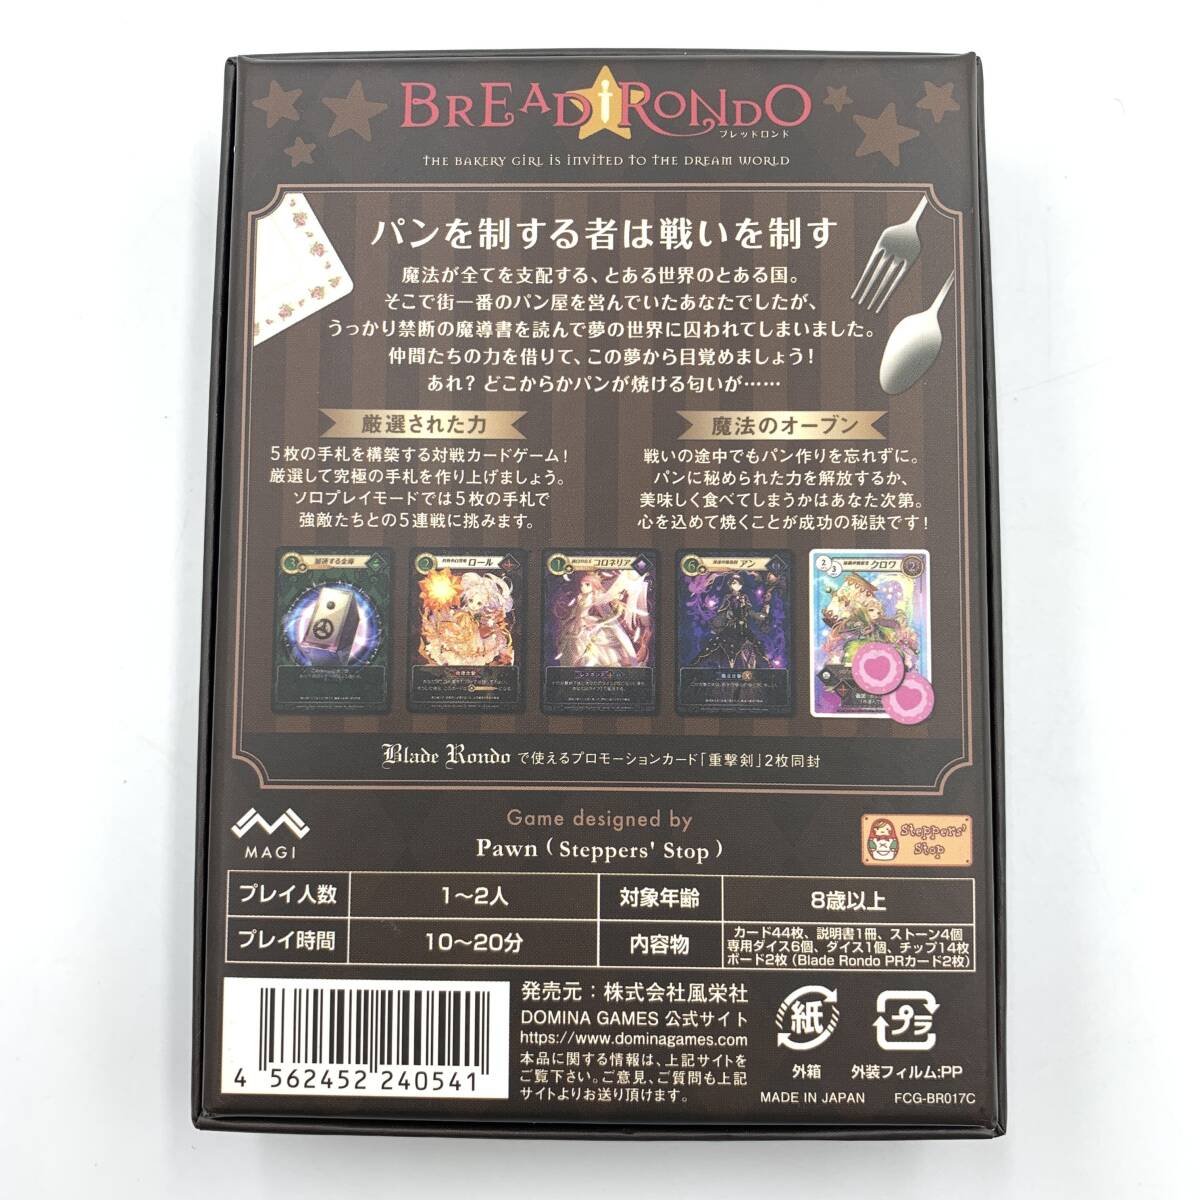 BREAD RONDO
ブレッドロンド
THE BAKERY GIRL IS INVITED TO THE DREAM WORLD
パンを制する者は戦いを制す
魔法が全てを支配する、とある世界のとある国。
そこで街一番のパン屋を営んでいたあなたでしたが、
うっかり禁断の魔導書を読んで夢の世界に囚われてしまいました。
仲間たちの力を借りて、この夢から目覚めましょう!
あれ? どこからかパンが焼ける匂いが……
厳選された力
5枚の手札を構築する対戦カードゲーム!
厳選して究極の手札を作り上げましょう。
ソロプレイモードでは5枚の手札で
強敵たちとの5連戦に挑みます。
魔法のオーブン
戦いの途中でもパン作りを忘れずに。
パンに秘められた力を解放するか、
美味しく食べてしまうかはあなた次第。
心を込めて焼くことが成功の秘訣です!
3
2
ロール
1
コロネリア
6
アン
2
3
クロワ
2
物理攻撃
レスポンス
魔法攻撃
Blade Rondo で使えるプロモーションカード「重撃剣」2枚同封
MAGI
Game designed by
Pawn ( Steppers' Stop )
Steppers'
Stop
プレイ人数 1〜2人 対象年齢 8歳以上
プレイ時間 10〜20分 内容物
カード44枚、説明書1冊、ストーン4個
専用ダイス6個、ダイス1個、チップ14枚
ボード2枚(Blade Rondo PRカード2枚)
4 562452 240541
発売元:株式会社風栄社
DOMINA GAMES 公式サイト
https://www.dominagames.com
本品に関する情報は、上記サイトを
ご覧下さい。ご意見、ご質問も上記
サイトよりお送り頂けます。
紙
外箱
プラ
外装フィルム:PP
MADE IN JAPAN
FCG-BR017C